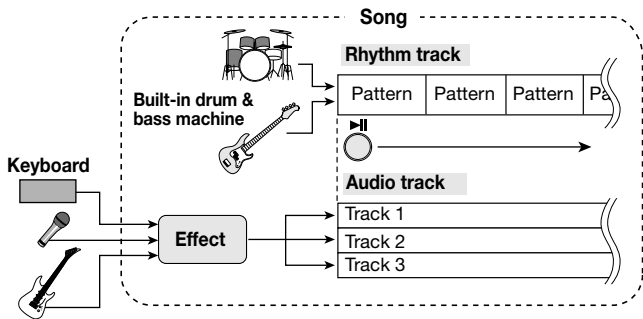 Song
Rhythm track
Pattern Pattern Pattern
Built-in drum &
bass machine
Keyboard
Audio track
Track 1
Effect
Track 2
Track 3